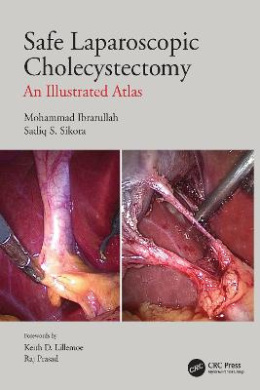 Safe Laparoscopic
Cholecystectomy
An Illustrated Atlas
Mohammad Ibrarullah
Sadiq S. Sikora
Forewords by
Keith D. Lillemoe
Raj Prasad
CRC
CRC Press
Taylor & Francis Group